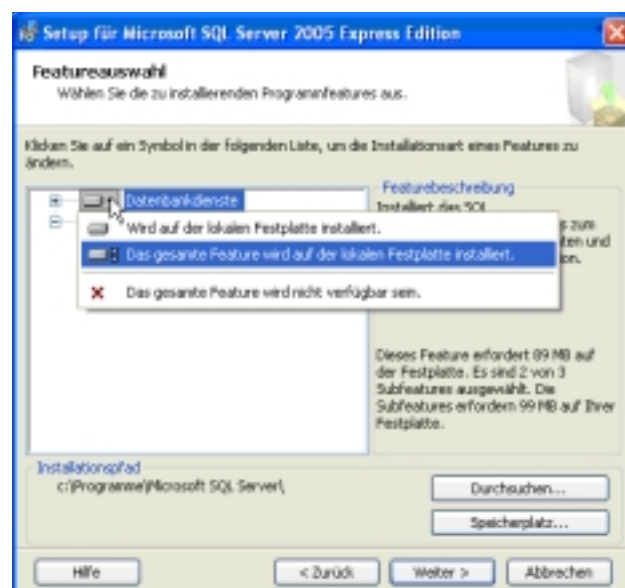 Setup für Microsoft SQL Server 2005 Express Edition
Featureauswahl
Wählen Sie die zu installierenden Programmfeatures aus.
Klicken Sie auf ein Symbol in der folgenden Liste, um die Installationsart eines Features zu
ändern.
Datenbankdienste
Wird auf der lokalen Festplatte installiert.
Das gesamte Feature wird auf der lokalen Festplatte installiert.
Das gesamte Feature wird nicht verfügbar sein.
Featurebeschreibung
Installiert das SQL
zum
und
Dieses Feature erfordert 89 MB auf
der Festplatte. Es sind 2 von 3
Subfeatures ausgewählt. Die
Subfeatures erfordern 99 MB auf Ihrer
Festplatte.
Installationspfad
c:\Programme\Microsoft SQL Server\
Durchsuchen...
Speicherplatz...
Hilfe
< Zurück
Weiter >
Abbrechen